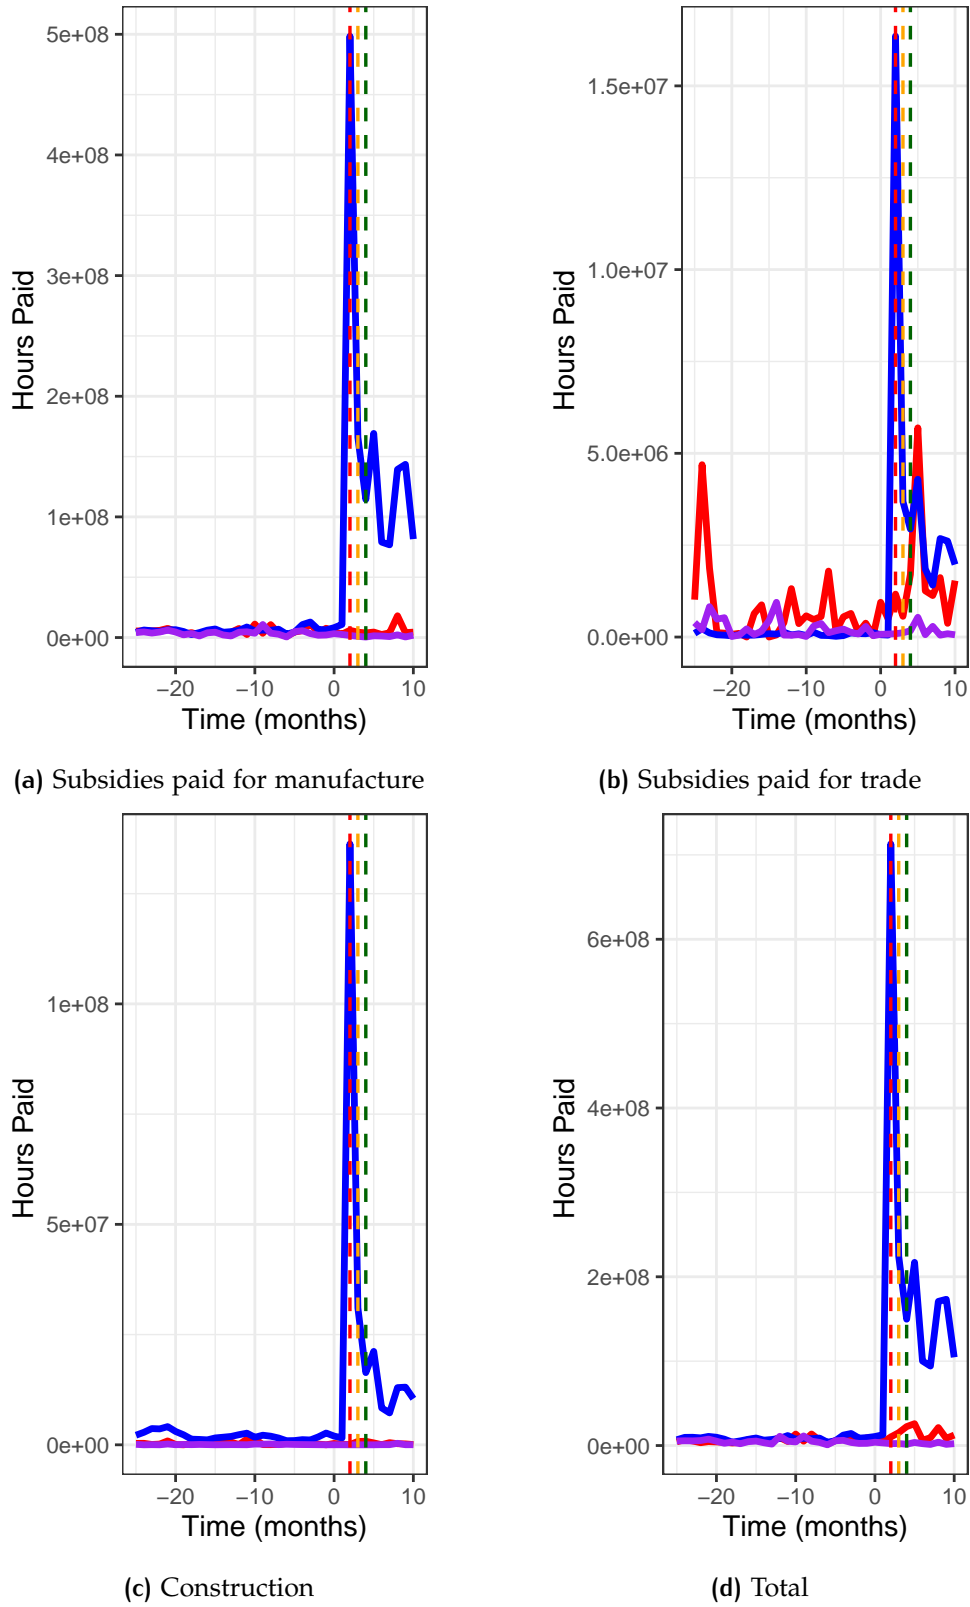 5e+08
4e+08
3e+08
2e+08
1e+08
0e+00
Hours Paid
−20 −10 0 10
Time (months)
(a) Subsidies paid for manufacture
1.5e+07
1.0e+07
5.0e+06
0.0e+00
Hours Paid
−20 −10 0 10
Time (months)
(b) Subsidies paid for trade
1e+08
5e+07
0e+00
Hours Paid
−20 −10 0 10
Time (months)
(c) Construction
6e+08
4e+08
2e+08
0e+00
Hours Paid
−20 −10 0 10
Time (months)
(d) Total